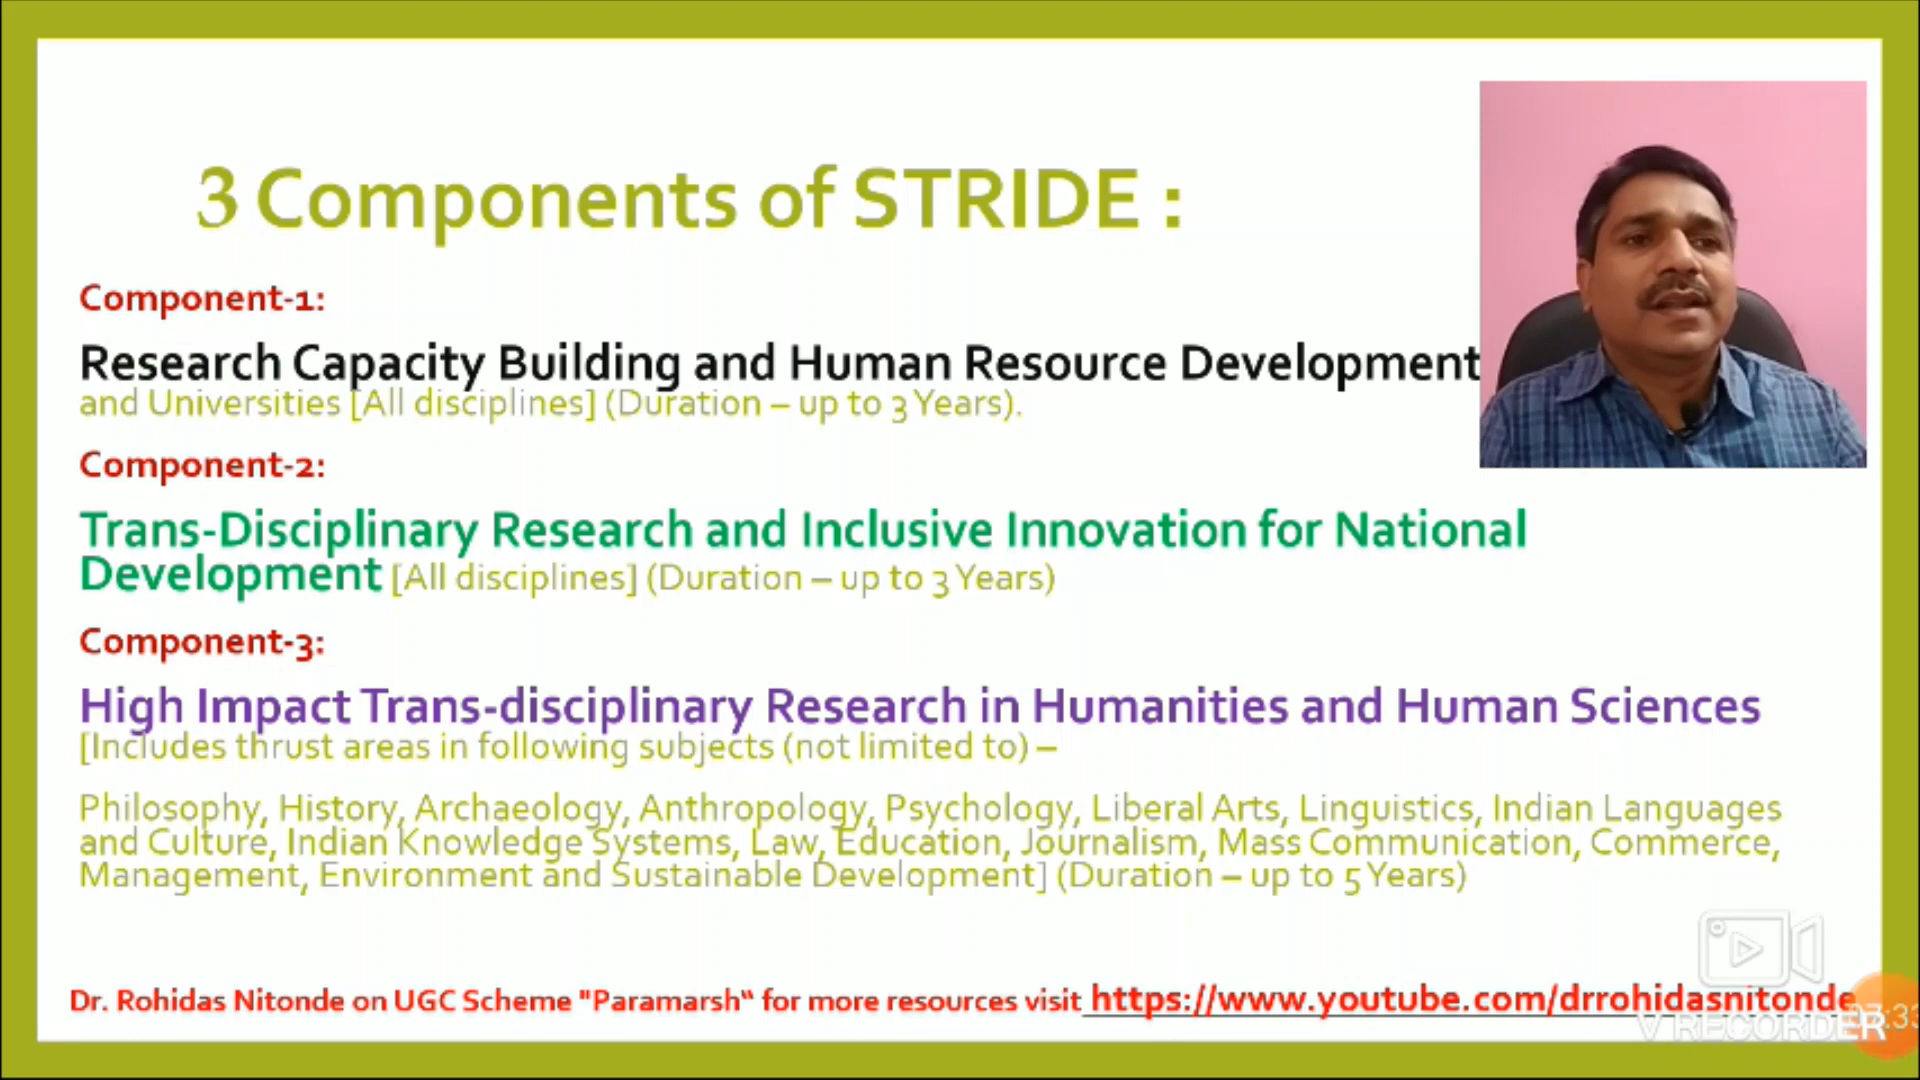 3 Components of STRIDE :
Component-1:
Research Capacity Building and Human Resource Development
and Universities [All disciplines] (Duration – up to 3 Years).
Component-2:
Trans-Disciplinary Research and Inclusive Innovation for National
Development [All disciplines] (Duration – up to 3 Years)
Component-3:
High Impact Trans-disciplinary Research in Humanities and Human Sciences
[Includes thrust areas in following subjects (not limited to) –
Philosophy, History, Archaeology, Anthropology, Psychology, Liberal Arts, Linguistics, Indian Languages
and Culture, Indian Knowledge Systems, Law, Education, Journalism, Mass Communication, Commerce,
Management, Environment and Sustainable Development] (Duration – up to 5 Years)
Dr. Rohidas Nitonde on UGC Scheme "Paramarsh“ for more resources visit https://www.youtube.com/drrohidasnitonde
V RECORDER